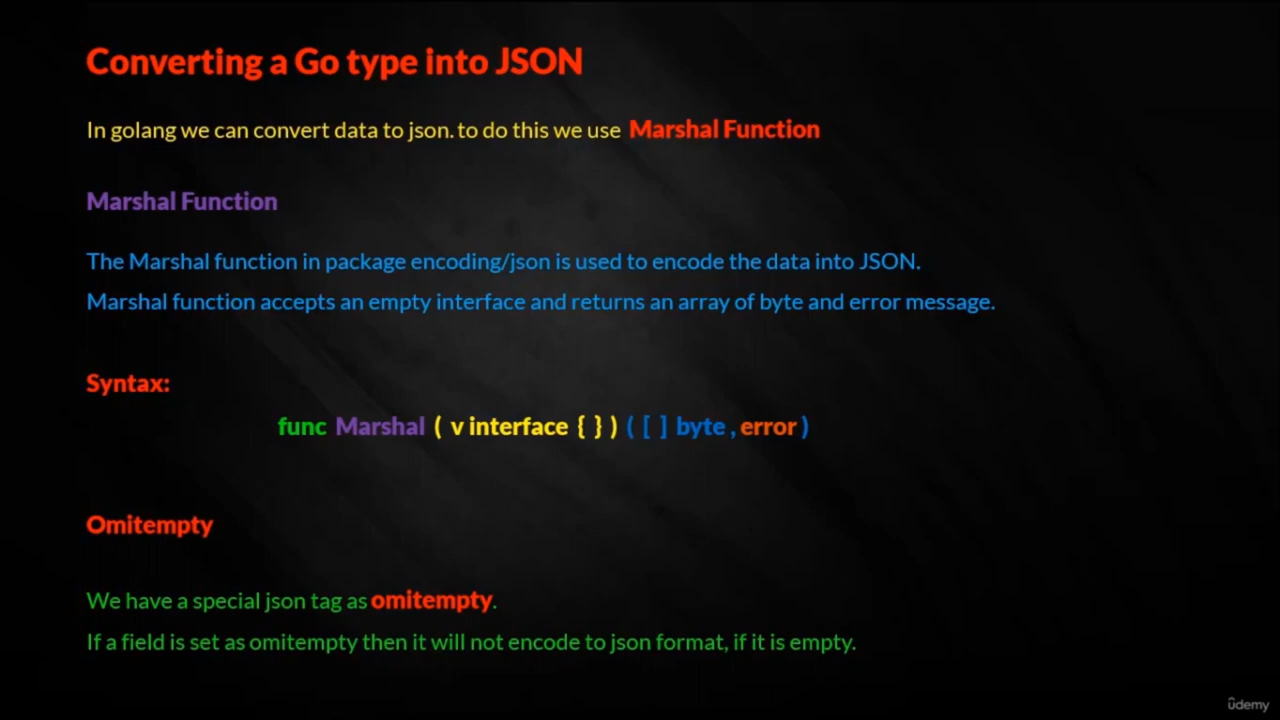 Converting a Go type into JSON
In golang we can convert data to json. to do this we use Marshal Function
Marshal Function
The Marshal function in package encoding/json is used to encode the data into JSON.
Marshal function accepts an empty interface and returns an array of byte and error message.
Syntax:
func Marshal ( v interface { } ) ( [ ] byte , error )
Omitempty
We have a special json tag as omitempty.
If a field is set as omitempty then it will not encode to json format, if it is empty.
ûdemy